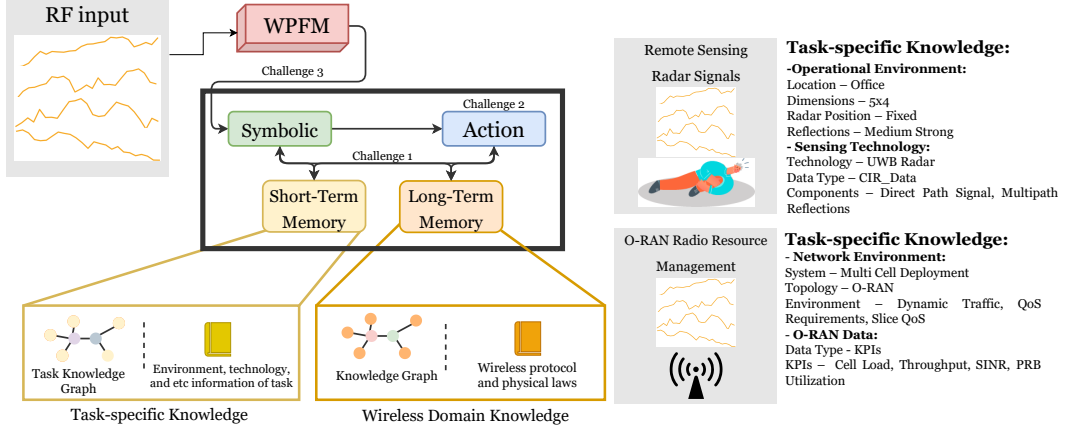 RF input
WPFM
Challenge 3
Challenge 2
Symbolic
Action
Challenge 1
Short-Term
Memory
Long-Term
Memory
Task Knowledge
Graph
Environment, technology,
and etc information of task
Knowledge Graph
Wireless protocol
and physical laws
Task-specific Knowledge
Wireless Domain Knowledge
Remote Sensing
Radar Signals
Task-specific Knowledge:
-Operational Environment:
Location – Office
Dimensions – 5x4
Radar Position – Fixed
Reflections – Medium Strong
- Sensing Technology:
Technology – UWB Radar
Data Type – CIR_Data
Components – Direct Path Signal, Multipath
Reflections
O-RAN Radio Resource
Management
Task-specific Knowledge:
- Network Environment:
System – Multi Cell Deployment
Topology – O-RAN
Environment – Dynamic Traffic, QoS
Requirements, Slice QoS
- O-RAN Data:
Data Type - KPIs
KPIs – Cell Load, Throughput, SINR, PRB
Utilization